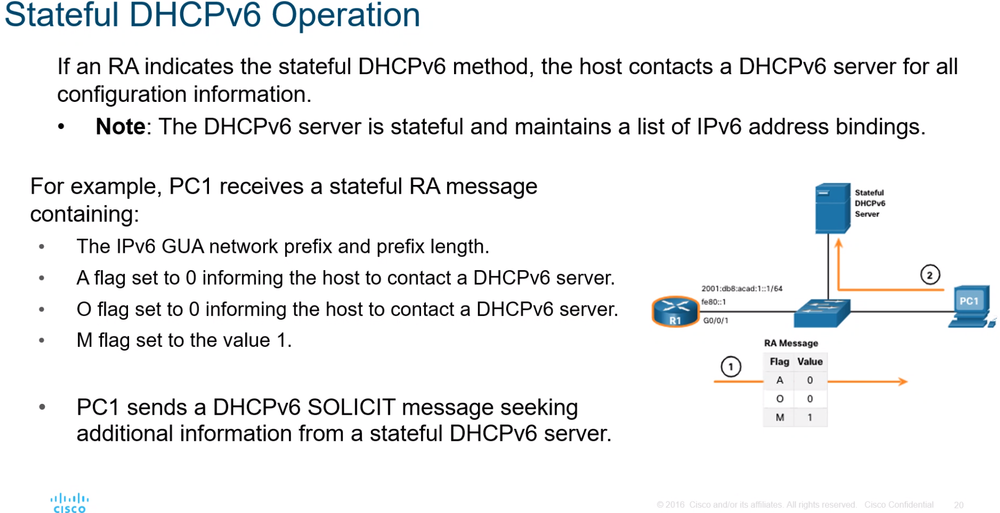 Stateful DHCPv6 Operation
If an RA indicates the stateful DHCPv6 method, the host contacts a DHCPv6 server for all
configuration information.
• Note: The DHCPv6 server is stateful and maintains a list of IPv6 address bindings.
For example, PC1 receives a stateful RA message
containing:
• The IPv6 GUA network prefix and prefix length.
• A flag set to 0 informing the host to contact a DHCPv6 server.
• O flag set to 0 informing the host to contact a DHCPv6 server.
• M flag set to the value 1.
• PC1 sends a DHCPv6 SOLICIT message seeking
additional information from a stateful DHCPv6 server.
Stateful
DHCPv6
Server
2
2001:db8:acad:1::1/64
fe80::1
G0/0/1
R1
PC1
RA Message
1
Flag Value
A 0
O 0
M 1
CISCO
© 2016 Cisco and/or its affiliates. All rights reserved. Cisco Confidential 20